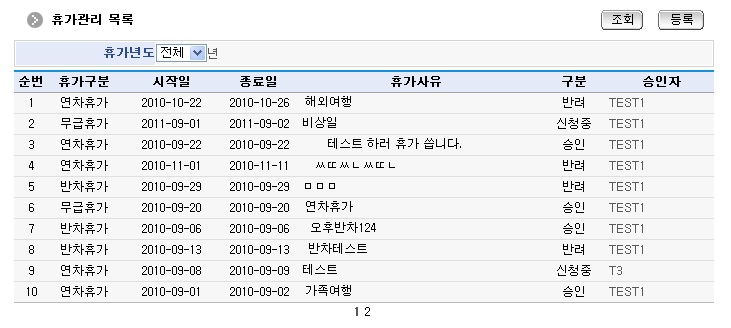 휴가관리 목록 조회 등록
휴가년도 전체 년
순번 휴가구분 시작일 종료일 휴가사유 구분 승인자
1 연차휴가 2010-10-22 2010-10-26 해외여행 반려 TEST1
2 무급휴가 2011-09-01 2011-09-02 비상일 신청중 TEST1
3 연차휴가 2010-09-22 2010-09-22 테스트 하러 휴가 씁니다. 승인 TEST1
4 연차휴가 2010-11-01 2010-11-11 ㅆㄸㅆㄴㅆㄸㄴ 반려 TEST1
5 반차휴가 2010-09-29 2010-09-29 ㅁㅁㅁ 반려 TEST1
6 무급휴가 2010-09-20 2010-09-20 연차휴가 승인 TEST1
7 반차휴가 2010-09-06 2010-09-06 오후반차124 승인 TEST1
8 반차휴가 2010-09-13 2010-09-13 반차테스트 반려 TEST1
9 연차휴가 2010-09-08 2010-09-09 테스트 신청중 T3
10 연차휴가 2010-09-01 2010-09-02 가족여행 승인 TEST1
1 2